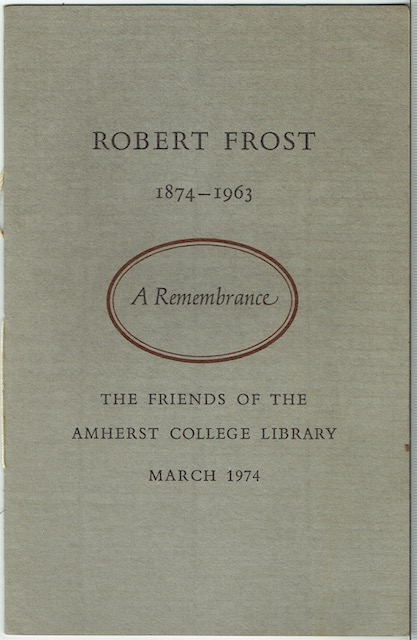 ROBERT FROST
1874–1963
A Remembrance
THE FRIENDS OF THE
AMHERST COLLEGE LIBRARY
MARCH 1974